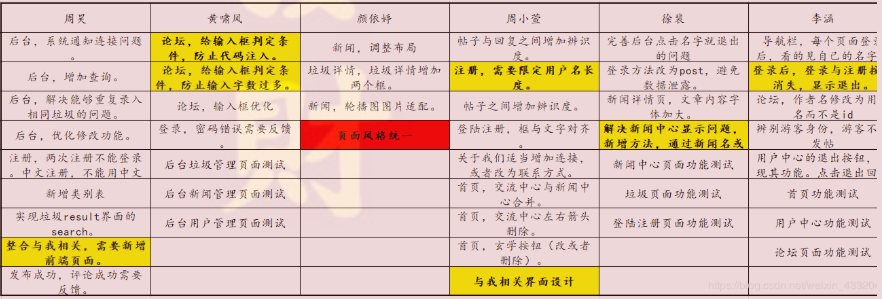 周昊 黄啸风 颜依婷 周小萱 徐裴 李涵
后台，系统通知连接问题。 论坛，给输入框判定条件，防止代码注入。 新闻，调整布局 帖子与回复之间增加辨识度。 完善后台点击名字就退出的问题 导航栏，每个页面登录后，看的见自己的名字
后台，增加查询。 论坛，给输入框判定条件，防止输入字数过多。 垃圾详情，垃圾详情增加两个框。 注册，需要限定用户名长度。 登录方法改为post，避免数据泄露。 登录后，登录与注册按消失，显示退出。
后台，解决能够重复录入相同垃圾的问题。 论坛，输入框优化 新闻，轮播图图片适配。 帖子之间增加辨识度。 新闻详情页，文章内容字体加大。 论坛，作者名修改为用名而不是id
后台，优化修改功能。 登录，密码错误需要反馈。 页面风格统一 登陆注册，框与文字对齐。 解决新闻中心显示问题，新增方法，通过新闻名或 辨别游客身份，游客不发帖
注册，两次注册不能登录。中文注册，不能用中文 后台垃圾管理页面测试 关于我们适当增加连接，或者改为联系方式。 新闻中心页面功能测试 用户中心的退出按钮，现其功能。点击退出回
新增类别表 后台新闻管理页面测试 首页，交流中心与新闻中心合并。 垃圾页面功能测试 首页功能测试
实现垃圾result界面的search。 后台用户管理页面测试 首页，交流中心左右箭头删除。 登陆注册页面功能测试 用户中心功能测试
整合与我相关，需要新增前端页面。 首页，玄学按钮（改或者删除）。 论坛页面功能测试
发布成功，评论成功需要反馈。 与我相关界面设计